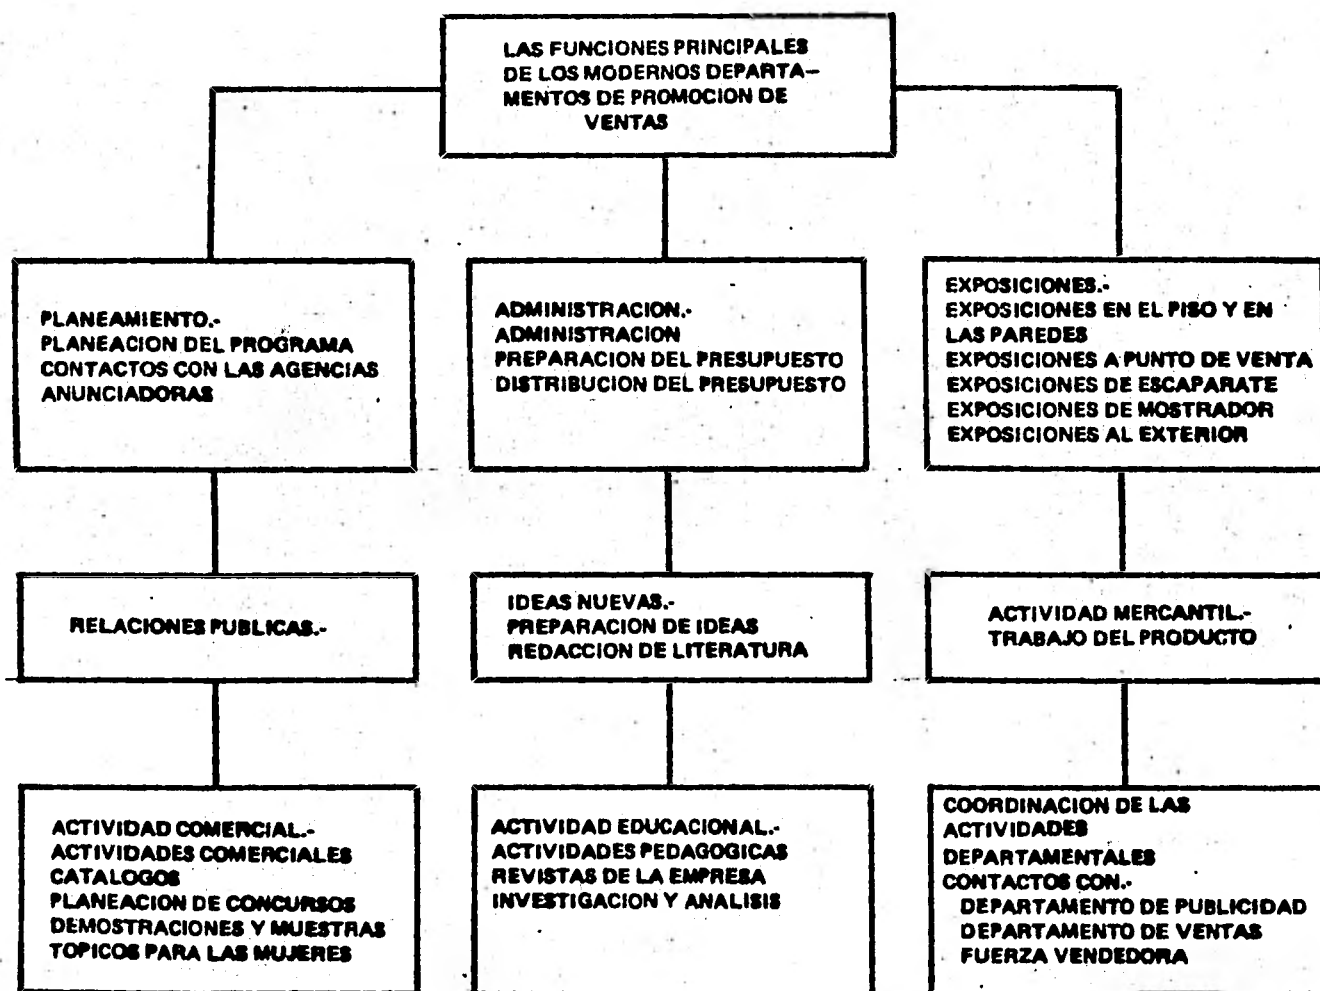 LAS FUNCIONES PRINCIPALES
DE LOS MODERNOS DEPARTA-
MENTOS DE PROMOCION DE
VENTAS
PLANEAMIENTO.-
PLANEACION DEL PROGRAMA
CONTACTOS CON LAS AGENCIAS
ANUNCIADORAS
ADMINISTRACION.-
ADMINISTRACION
PREPARACION DEL PRESUPUESTO
DISTRIBUCION DEL PRESUPUESTO
EXPOSICIONES.-
EXPOSICIONES EN EL PISO Y EN
LAS PAREDES
EXPOSICIONES A PUNTO DE VENTA
EXPOSICIONES DE ESCAPARATE
EXPOSICIONES DE MOSTRADOR
EXPOSICIONES AL EXTERIOR
RELACIONES PUBLICAS.-
IDEAS NUEVAS.-
PREPARACION DE IDEAS
REDACCION DE LITERATURA
ACTIVIDAD MERCANTIL.-
TRABAJO DEL PRODUCTO
ACTIVIDAD COMERCIAL.-
ACTIVIDADES COMERCIALES
CATALOGOS
PLANEACION DE CONCURSOS
DEMOSTRACIONES Y MUESTRAS
TOPICOS PARA LAS MUJERES
ACTIVIDAD EDUCACIONAL.-
ACTIVIDADES PEDAGOGICAS
REVISTAS DE LA EMPRESA
INVESTIGACION Y ANALISIS
COORDINACION DE LAS
ACTIVIDADES
DEPARTAMENTALES
CONTACTOS CON.-
DEPARTAMENTO DE PUBLICIDAD
DEPARTAMENTO DE VENTAS
FUERZA VENDEDORA